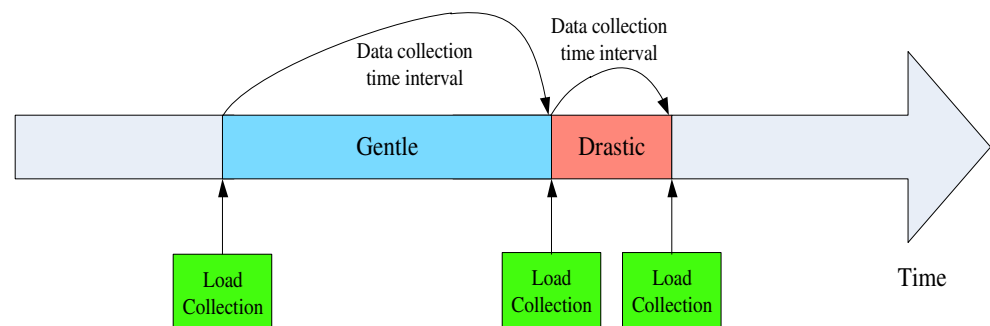 Data collection
time interval
Data collection
time interval
Gentle
Drastic
Load
Collection
Load
Collection
Load
Collection
Time